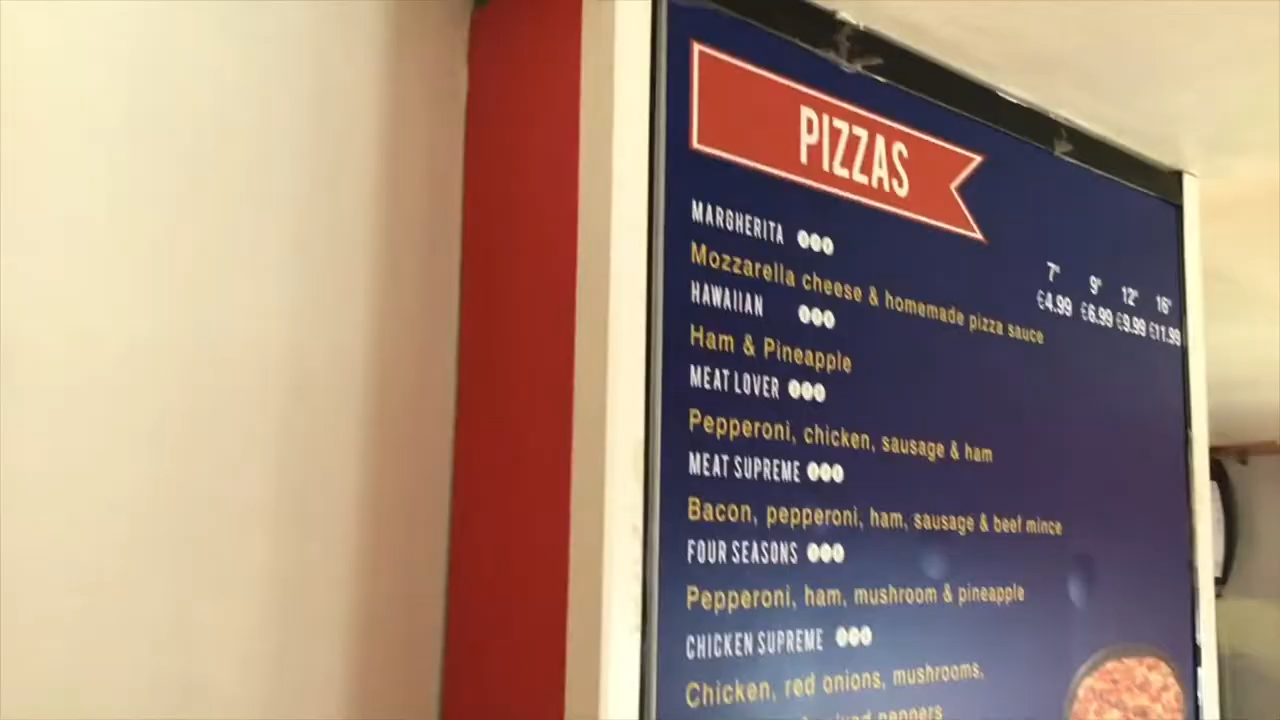 PIZZAS
MARGHERITA
7" 9" 12" 16"
Mozzarella cheese & homemade pizza sauce €4.99 €6.99 €9.99 €11.99
HAWAIIAN
Ham & Pineapple
MEAT LOVER
Pepperoni, chicken, sausage & ham
MEAT SUPREME
Bacon, pepperoni, ham, sausage & beef mince
FOUR SEASONS
Pepperoni, ham, mushroom & pineapple
CHICKEN SUPREME
Chicken, red onions, mushrooms,
peppers